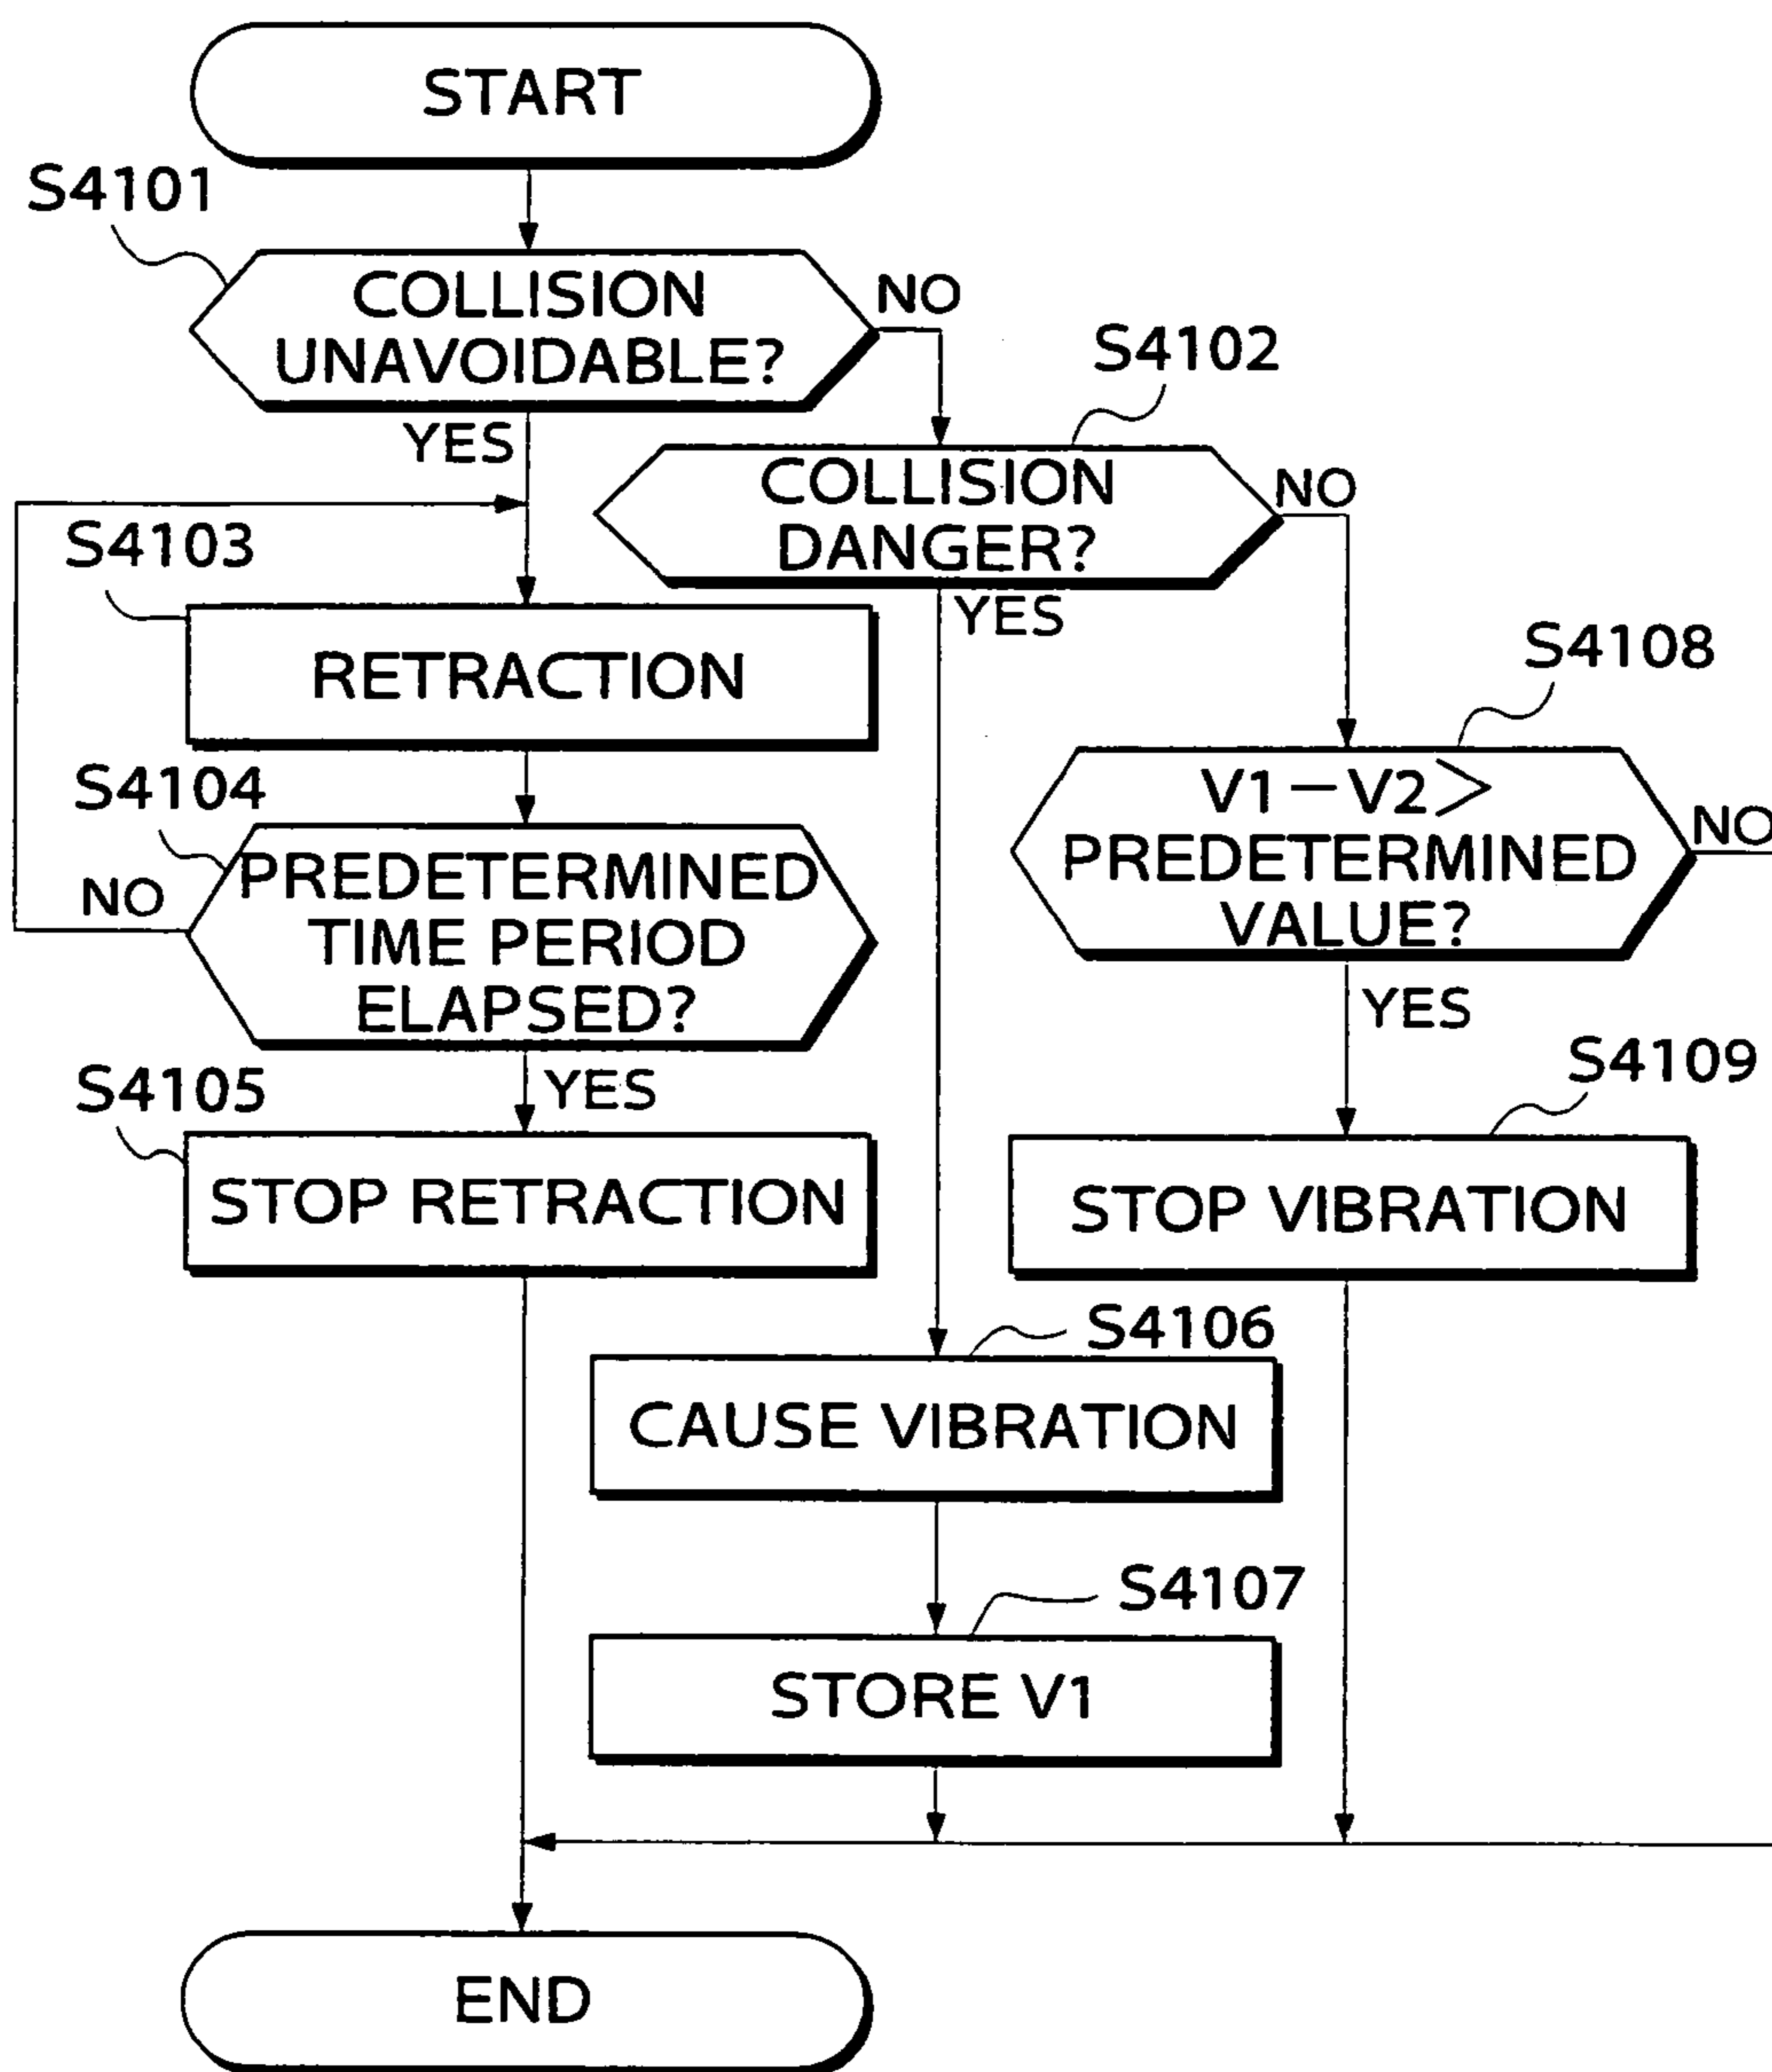 START
S4101
COLLISION
UNAVOIDABLE?
NO
YES
S4102
COLLISION
DANGER?
NO
YES
S4103
RETRACTION
S4104
PREDETERMINED
TIME PERIOD
ELAPSED?
NO
YES
S4108
V1-V2>
PREDETERMINED
VALUE?
NO
YES
S4105
STOP RETRACTION
S4109
STOP VIBRATION
S4106
CAUSE VIBRATION
S4107
STORE V1
END